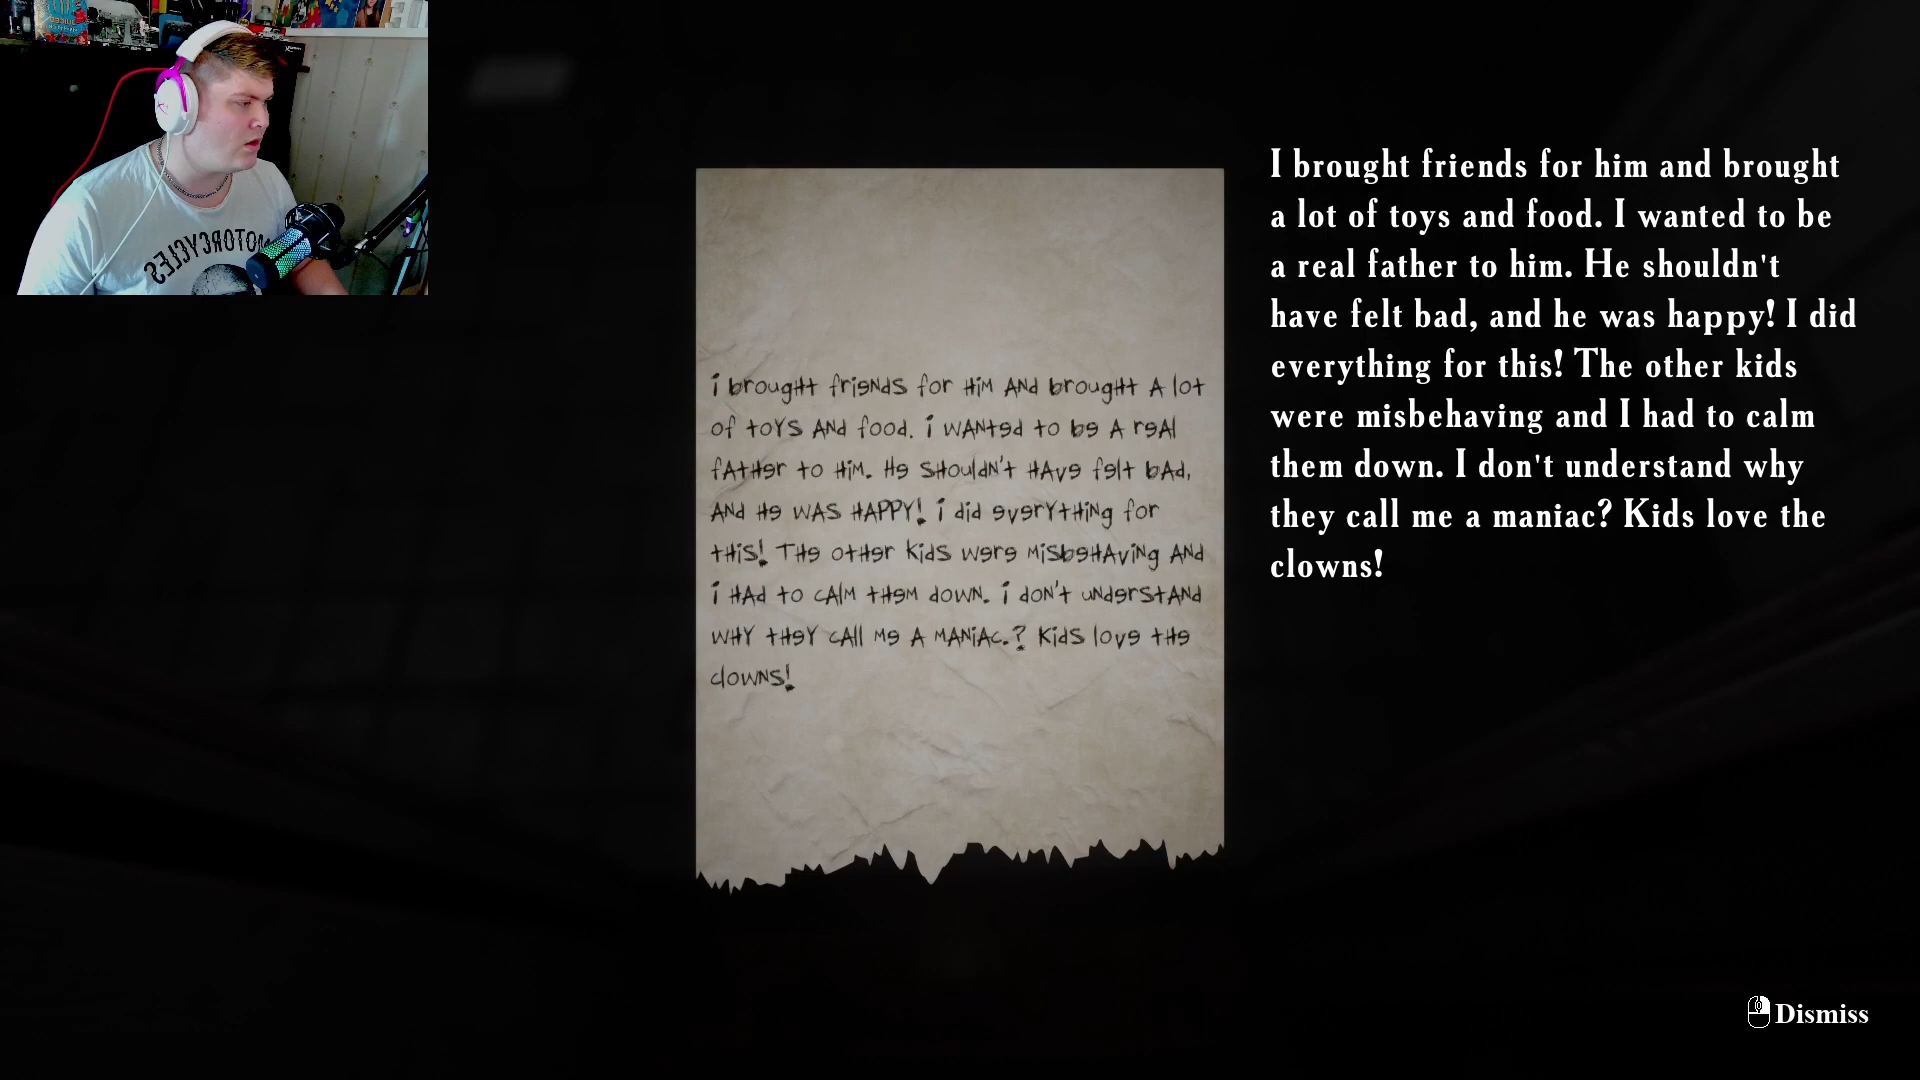 MOTORCYCLES
i brought friends for him and brought a lot
of toys and food. i wanted to be a real
father to him. He shouldn't have felt bad,
and he was happy! i did everything for
this! The other kids were misbehaving and
i had to calm them down. i don't understand
why they call me a maniac.? Kids love the
clowns!
I brought friends for him and brought
a lot of toys and food. I wanted to be
a real father to him. He shouldn't
have felt bad, and he was happy! I did
everything for this! The other kids
were misbehaving and I had to calm
them down. I don't understand why
they call me a maniac? Kids love the
clowns!
Dismiss